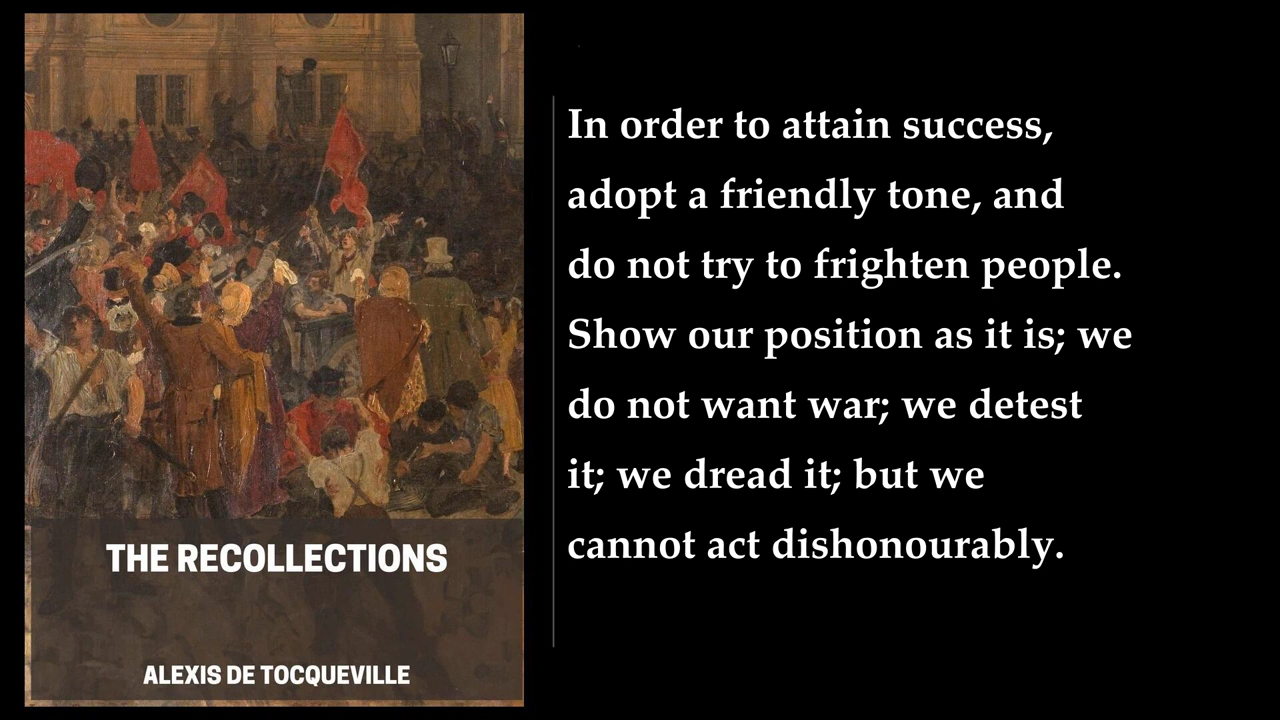 In order to attain success,
adopt a friendly tone, and
do not try to frighten people.
Show our position as it is; we
do not want war; we detest
it; we dread it; but we
cannot act dishonourably.
THE RECOLLECTIONS
ALEXIS DE TOCQUEVILLE